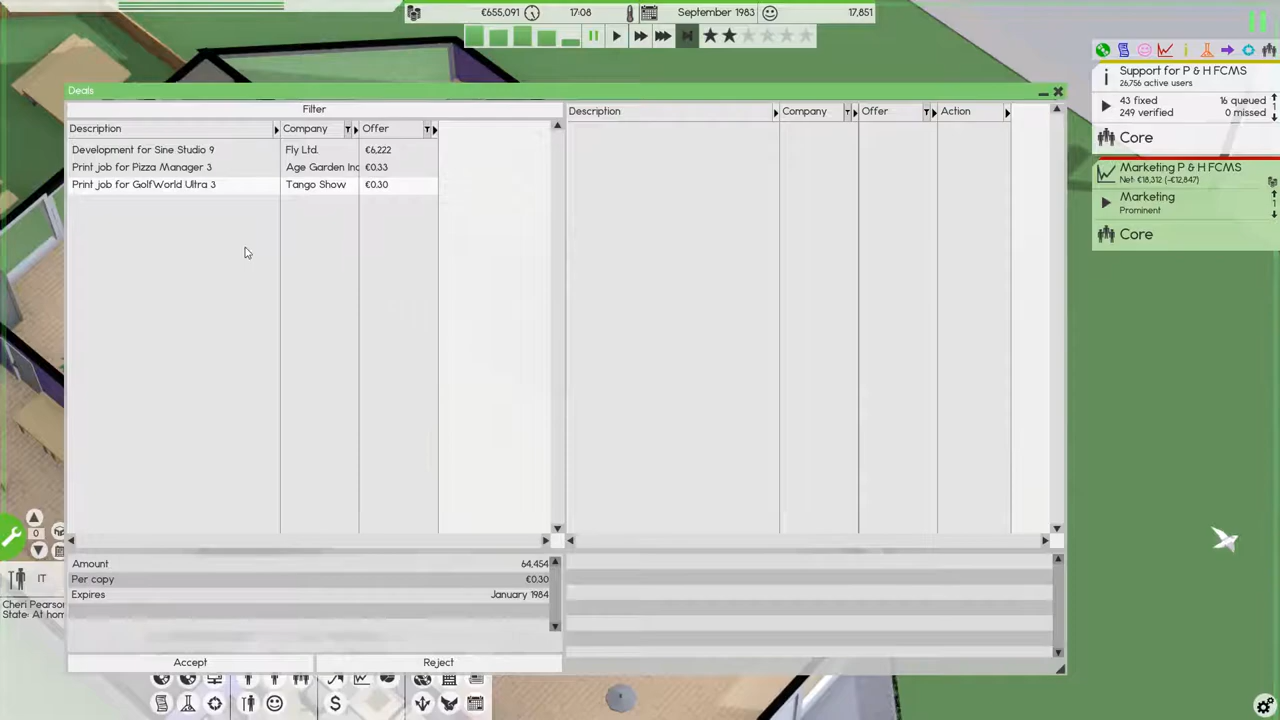 €655,091 17:08 September 1983 17,851
Deals
Filter
Description Company Offer
Development for Sine Studio 9 Fly Ltd. €6,222
Print job for Pizza Manager 3 Age Garden Inc €0.33
Print job for GolfWorld Ultra 3 Tango Show €0.30
Description Company Offer Action
Amount 64,454
Per copy €0.30
Expires January 1984
Accept Reject
Support for P & H FCMS
26,756 active users
43 fixed 16 queued
249 verified 0 missed
1
Core
Marketing P & H FCMS
Net: €18,312 (-€12,847)
Marketing
Prominent
1
Core
0
IT
Cheri Pearso
State: At hom